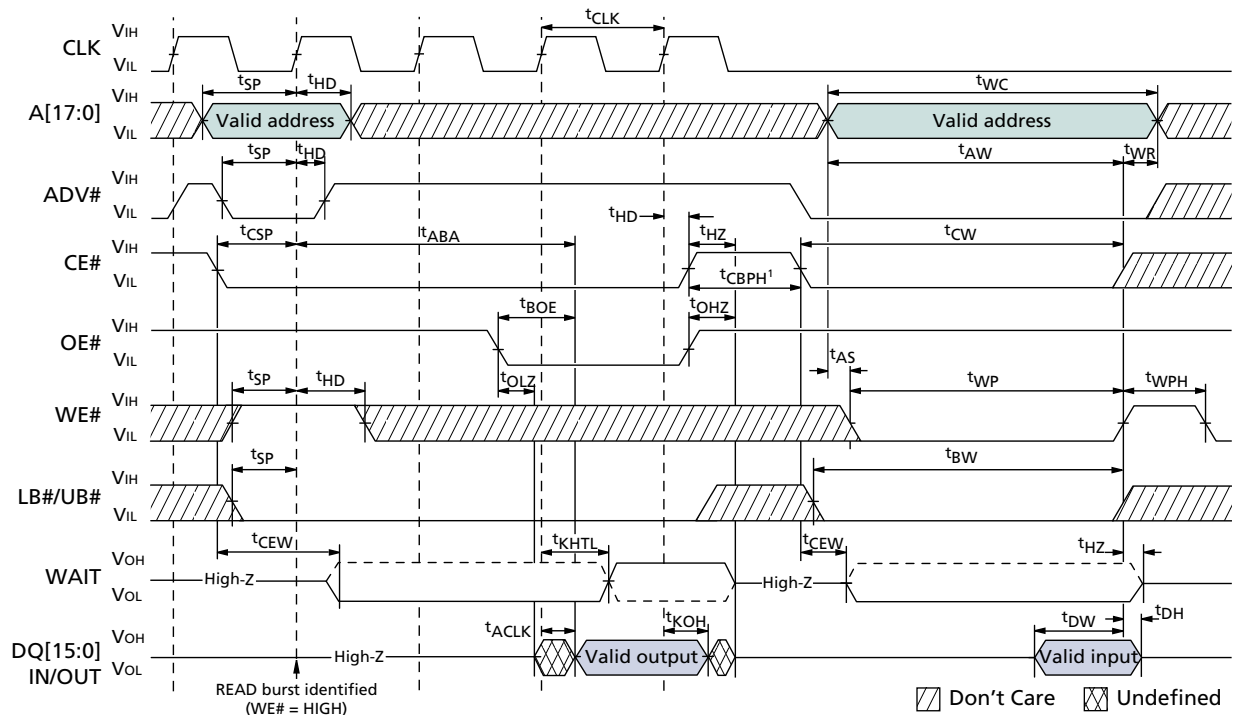 tCLK
CLK VIH
VIL
tSP tHD tWC
A[17:0] VIH
VIL
Valid address Valid address
tSP tHD tAW tWR
ADV# VIH
VIL
tCSP tABA tHD tHZ tCW
CE# VIH
VIL
tCBPH¹
tBOE tOHZ
OE# VIH
VIL
tAS
tSP tHD tOLZ tWP tWPH
WE# VIH
VIL
tSP tBW
LB#/UB# VIH
VIL
tCEW tKHTL tCEW tHZ
WAIT VOH
VOL
High-Z High-Z
tACLK tKOH tDW tDH
DQ[15:0]
IN/OUT
VOH
VOL
High-Z Valid output Valid input
READ burst identified
(WE# = HIGH)
Don't Care Undefined